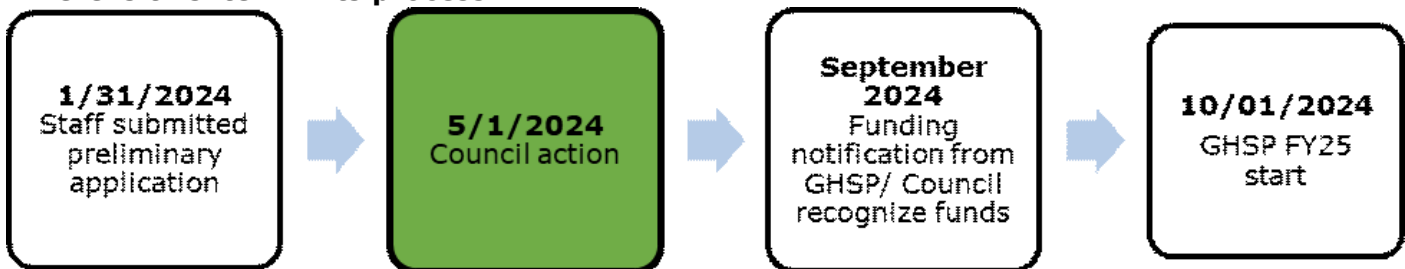 1/31/2024
Staff submitted
preliminary
application
5/1/2024
Council action
September
2024
Funding
notification from
GHSP/ Council
recognize funds
10/01/2024
GHSP FY25
start